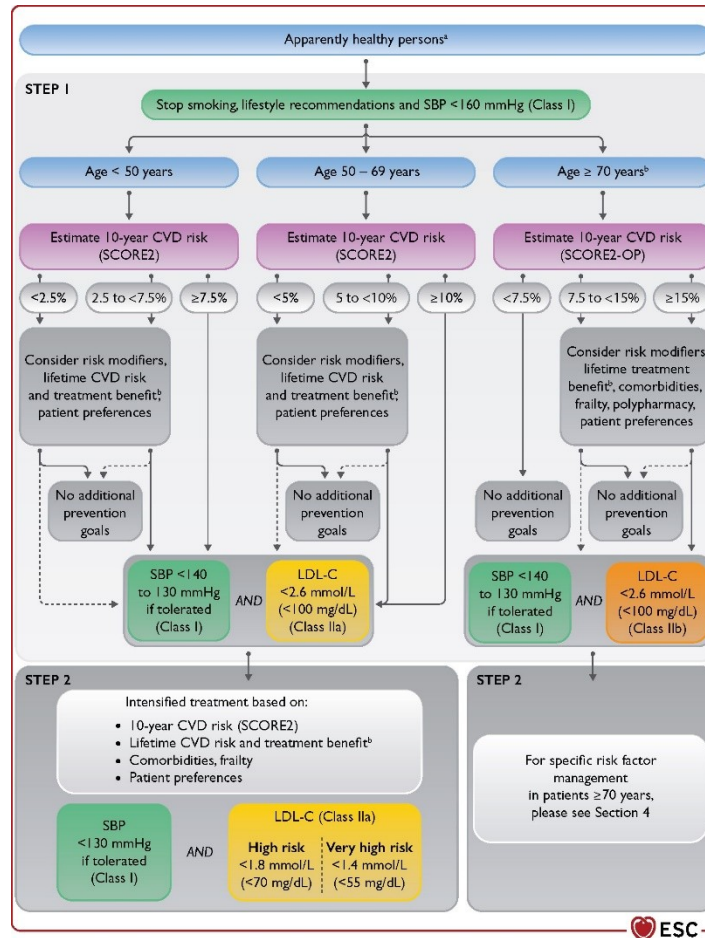 Apparently healthy personsᵃ
STEP 1
Stop smoking, lifestyle recommendations and SBP <160 mmHg (Class I)
Age < 50 years
Age 50 – 69 years
Age ≥ 70 yearsᵇ
Estimate 10-year CVD risk
(SCORE2)
Estimate 10-year CVD risk
(SCORE2)
Estimate 10-year CVD risk
(SCORE2-OP)
<2.5%
2.5 to <7.5%
≥7.5%
<5%
5 to <10%
≥10%
<7.5%
7.5 to <15%
≥15%
Consider risk modifiers,
lifetime CVD risk
and treatment benefitᵇ,
patient preferences
Consider risk modifiers,
lifetime CVD risk
and treatment benefitᵇ,
patient preferences
Consider risk modifiers,
lifetime treatment
benefitᵇ, comorbidities,
frailty, polypharmacy,
patient preferences
No additional
prevention
goals
No additional
prevention
goals
No additional
prevention
goals
No additional
prevention
goals
SBP <140
to 130 mmHg
if tolerated
(Class I)
AND
LDL-C
<2.6 mmol/L
(<100 mg/dL)
(Class IIa)
SBP <140
to 130 mmHg
if tolerated
(Class I)
AND
LDL-C
<2.6 mmol/L
(<100 mg/dL)
(Class IIb)
STEP 2
Intensified treatment based on:
• 10-year CVD risk (SCORE2)
• Lifetime CVD risk and treatment benefitᵇ
• Comorbidities, frailty
• Patient preferences
SBP
<130 mmHg
if tolerated
(Class I)
AND
LDL-C (Class IIa)
High risk
<1.8 mmol/L
(<70 mg/dL)
Very high risk
<1.4 mmol/L
(<55 mg/dL)
STEP 2
For specific risk factor
management
in patients ≥70 years,
please see Section 4
ESC